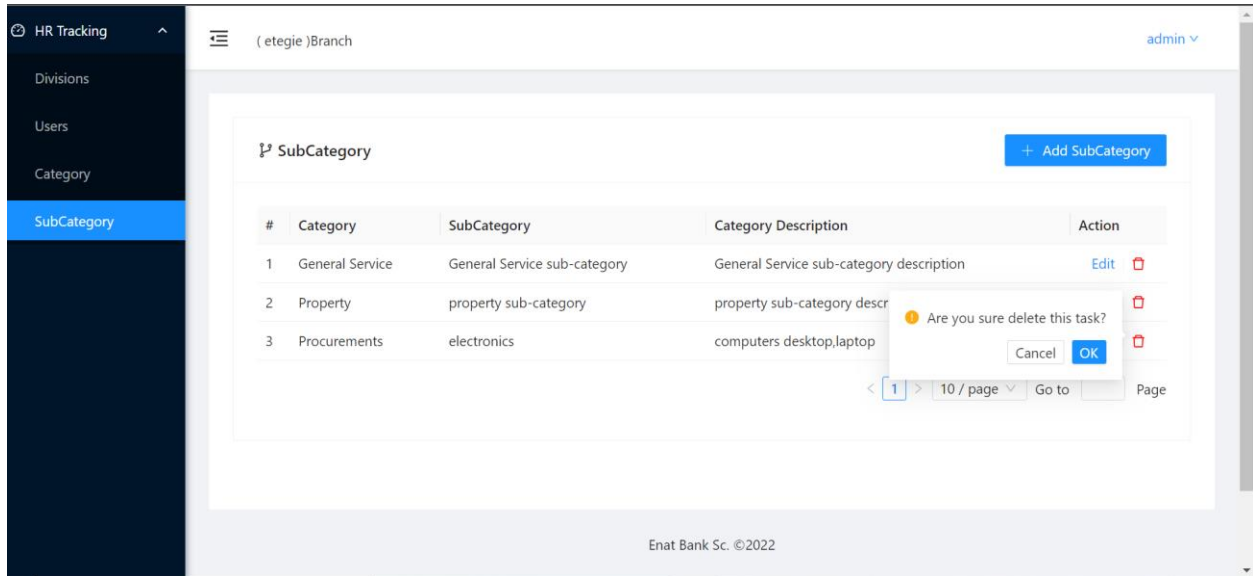 HR Tracking
Divisions
Users
Category
SubCategory
( etegie )Branch
admin
SubCategory
+ Add SubCategory
# Category SubCategory Category Description Action
1 General Service General Service sub-category General Service sub-category description Edit
2 Property property sub-category property sub-category descr
3 Procurements electronics computers desktop,laptop
Are you sure delete this task?
Cancel OK
< 1 > 10 / page Go to Page
Enat Bank Sc. ©2022